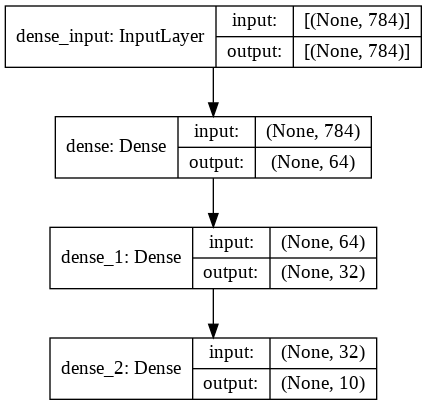 dense_input: InputLayer
input:
[(None, 784)]
output:
[(None, 784)]
dense: Dense
input:
(None, 784)
output:
(None, 64)
dense_1: Dense
input:
(None, 64)
output:
(None, 32)
dense_2: Dense
input:
(None, 32)
output:
(None, 10)